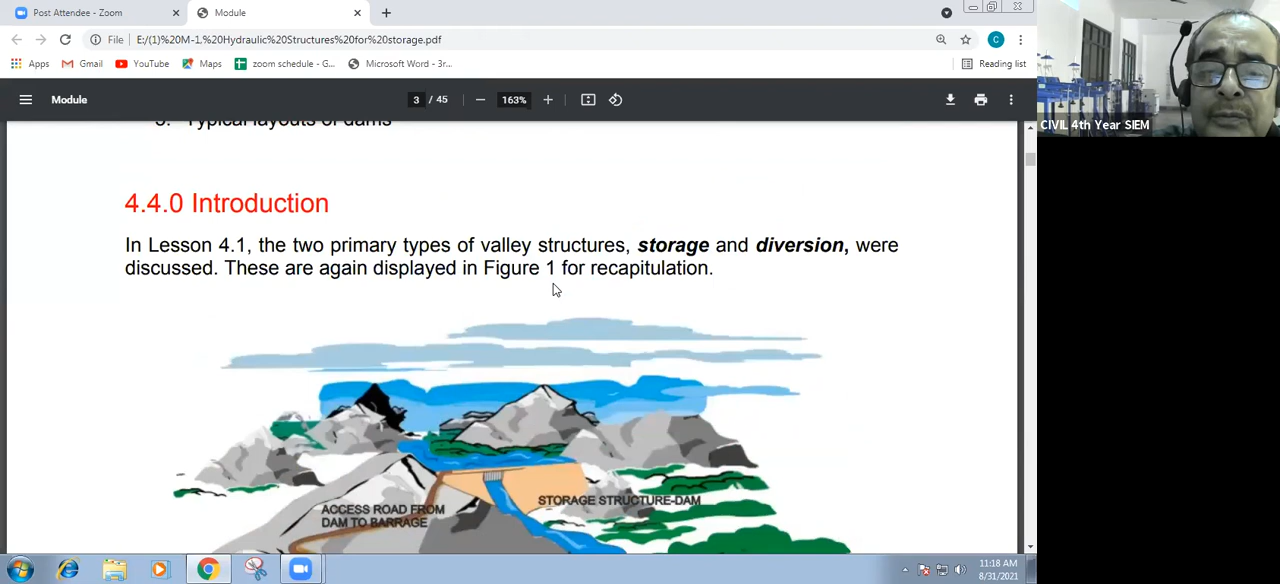 Post Attendee - Zoom
Module
File
E:/(1)%20M-1.%20Hydraulic%20Structures%20for%20storage.pdf
Apps
Gmail
YouTube
Maps
zoom schedule - G...
Microsoft Word - 3r...
Reading list
Module
3 / 45
163%
CIVIL 4th Year SIEM
Typical layouts of dams
4.4.0 Introduction
In Lesson 4.1, the two primary types of valley structures, storage and diversion, were
discussed. These are again displayed in Figure 1 for recapitulation.
STORAGE STRUCTURE-DAM
ACCESS ROAD FROM
DAM TO BARRAGE
11:18 AM
8/31/2021